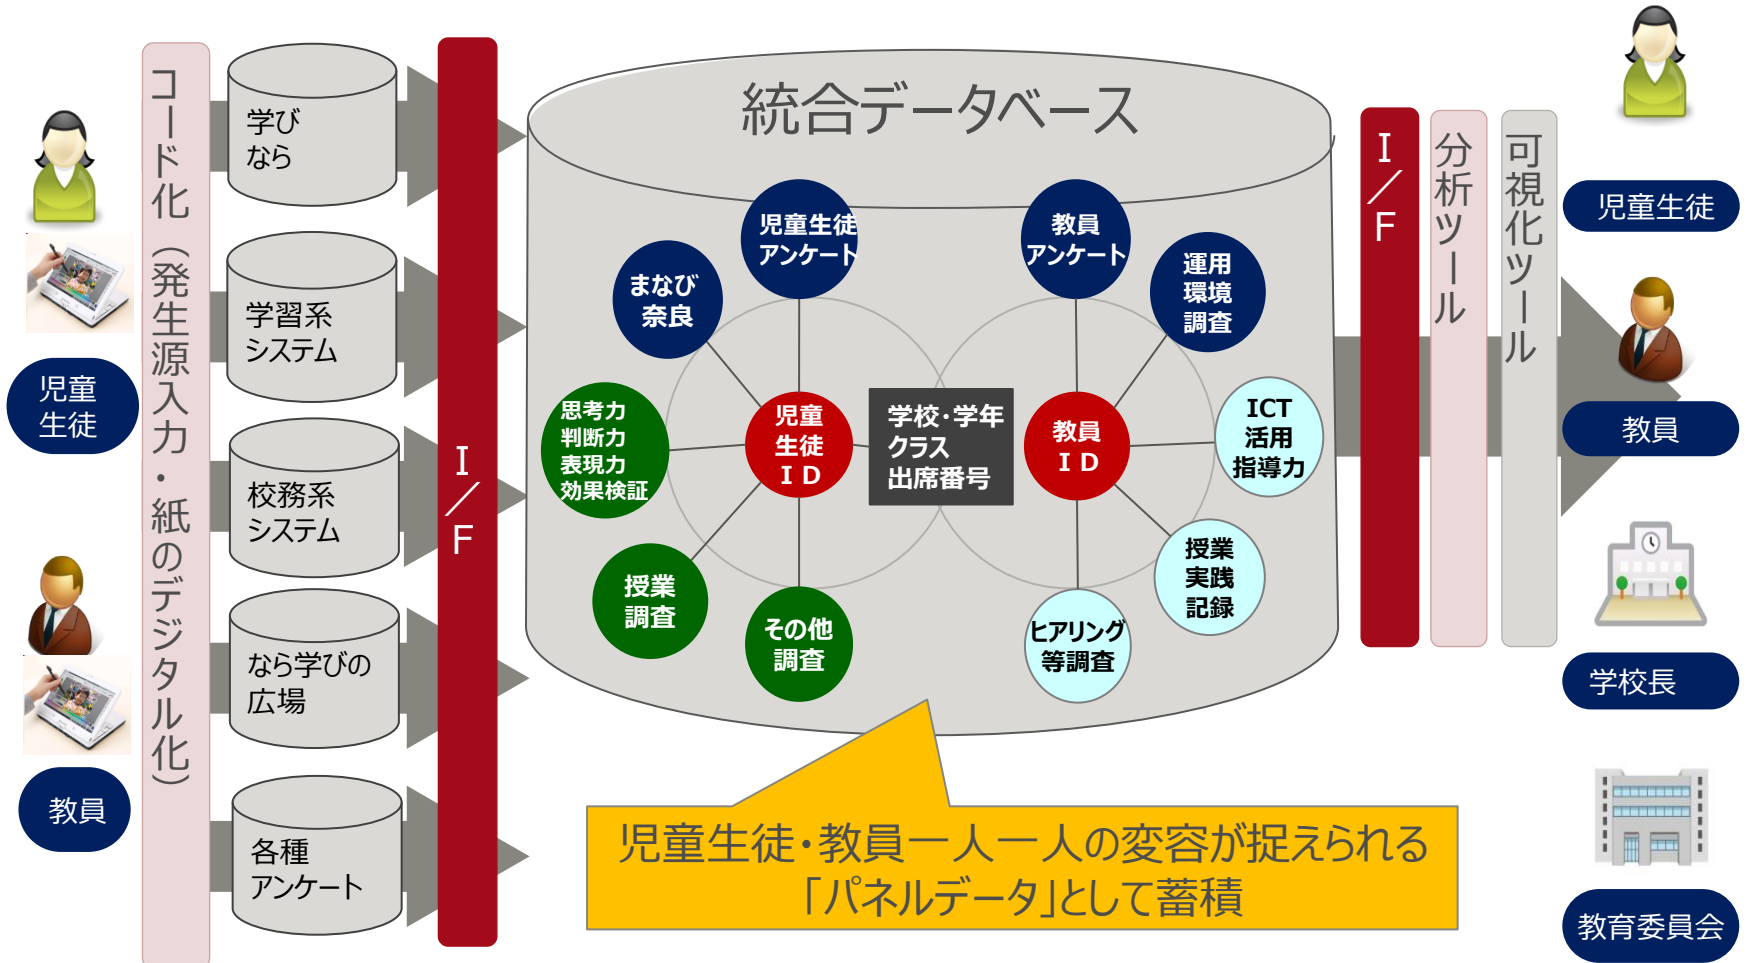 児童
生徒
教員
コード化（発生源入力・紙のデジタル化）
学び
なら
学習系
システム
校務系
システム
なら学びの
広場
各種
アンケート
I／F
統合データベース
児童生徒
アンケート
まなび
奈良
思考力
判断力
表現力
効果検証
授業
調査
その他
調査
児童
生徒
ＩＤ
学校・学年
クラス
出席番号
教員
ＩＤ
教員
アンケート
運用
環境
調査
ICT
活用
指導力
授業
実践
記録
ヒアリング
等調査
児童生徒・教員一人一人の変容が捉えられる
「パネルデータ」として蓄積
I／F
分析ツール
可視化ツール
児童生徒
教員
学校長
教育委員会